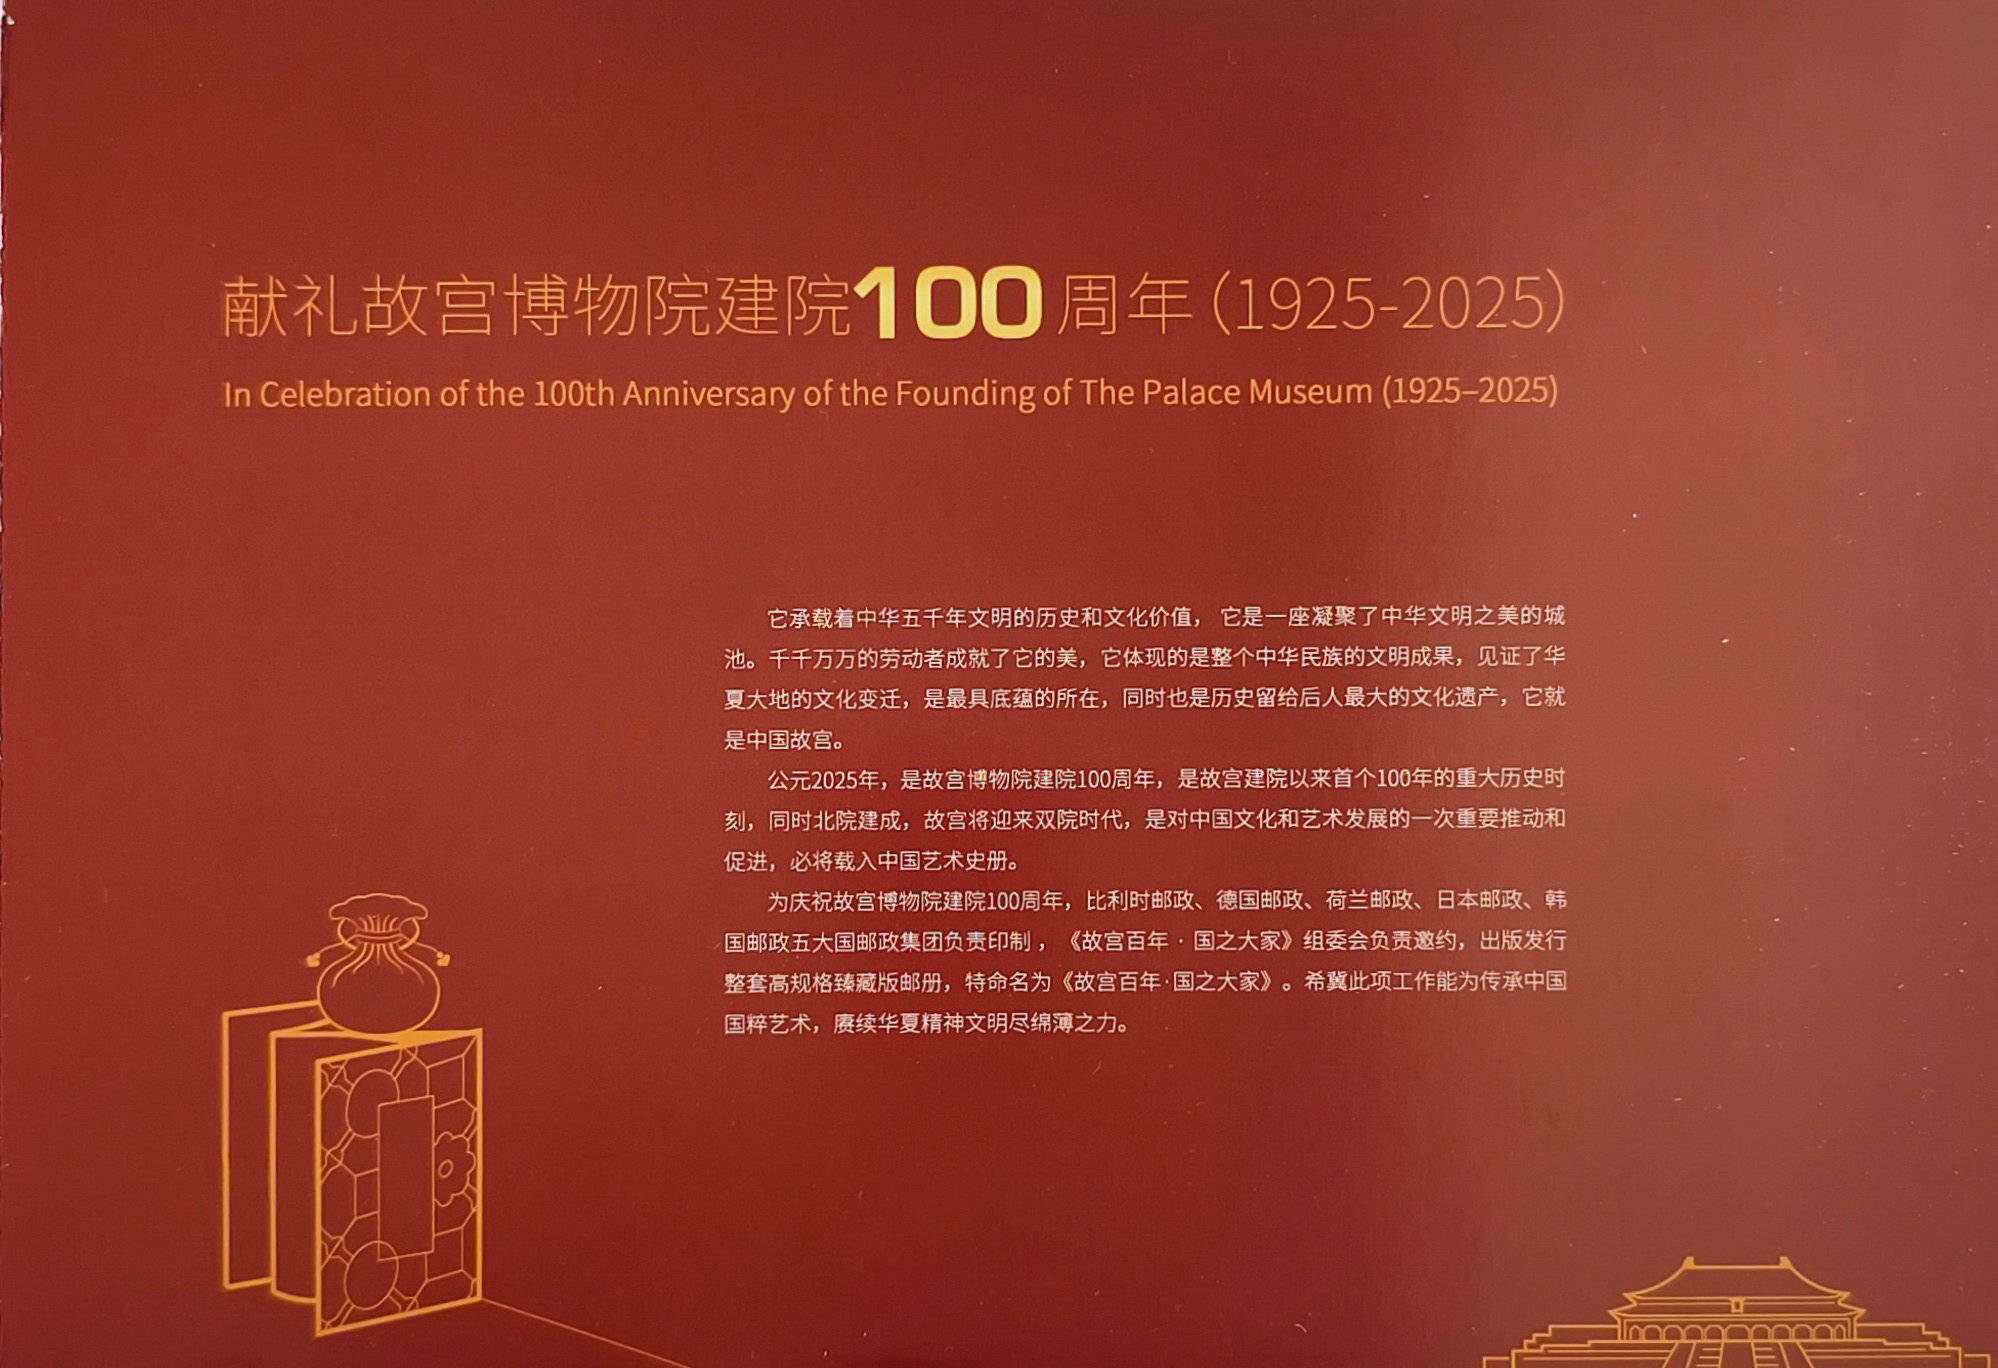 献礼故宫博物院建院100周年（1925-2025）
In Celebration of the 100th Anniversary of the Founding of The Palace Museum (1925–2025)
它承载着中华五千年文明的历史和文化价值， 它是一座凝聚了中华文明之美的城
池。千千万万的劳动者成就了它的美，它体现的是整个中华民族的文明成果，见证了华
夏大地的文化变迁，是最具底蕴的所在，同时也是历史留给后人最大的文化遗产，它就
是中国故宫。
公元2025年，是故宫博物院建院100周年，是故宫建院以来首个100年的重大历史时
刻，同时北院建成，故宫将迎来双院时代，是对中国文化和艺术发展的一次重要推动和
促进，必将载入中国艺术史册。
为庆祝故宫博物院建院100周年，比利时邮政、德国邮政、荷兰邮政、日本邮政、韩
国邮政五大国邮政集团负责印制 ，《故宫百年 · 国之大家》组委会负责邀约，出版发行
整套高规格臻藏版邮册，特命名为《故宫百年·国之大家》。希冀此项工作能为传承中国
国粹艺术，赓续华夏精神文明尽绵薄之力。